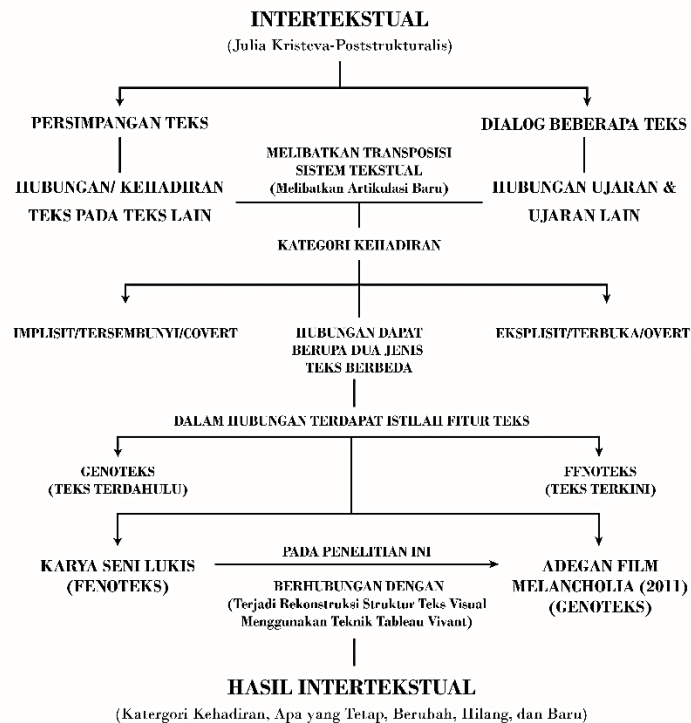 INTERTEKSTUAL
(Julia Kristeva-Poststrukturalis)
PERSIMPANGAN TEKS
DIALOG BEBERAPA TEKS
MELIBATKAN TRANSPOSISI
SISTEM TEKSTUAL
(Melibatkan Artikulasi Baru)
HUBUNGAN/ KEHADIRAN
TEKS PADA TEKS LAIN
HUBUNGAN UJARAN &
UJARAN LAIN
KATEGORI KEHADIRAN
IMPLISIT/TERSEMBUNYI/COVERT
HUBUNGAN DAPAT
BERUPA DUA JENIS
TEKS BERBEDA
EKSPLISIT/TERBUKA/OVERT
DALAM HUBUNGAN TERDAPAT ISTILAH FITUR TEKS
GENOTEKS
(TEKS TERDAHULU)
FENOTEKS
(TEKS TERKINI)
KARYA SENI LUKIS
(FENOTEKS)
PADA PENELITIAN INI
BERHUBUNGAN DENGAN
(Terjadi Rekonstruksi Struktur Teks Visual
Menggunakan Teknik Tableau Vivant)
ADEGAN FILM
MELANCHOLIA (2011)
(GENOTEKS)
HASIL INTERTEKSTUAL
(Katergori Kehadiran, Apa yang Tetap, Berubah, Hilang, dan Baru)